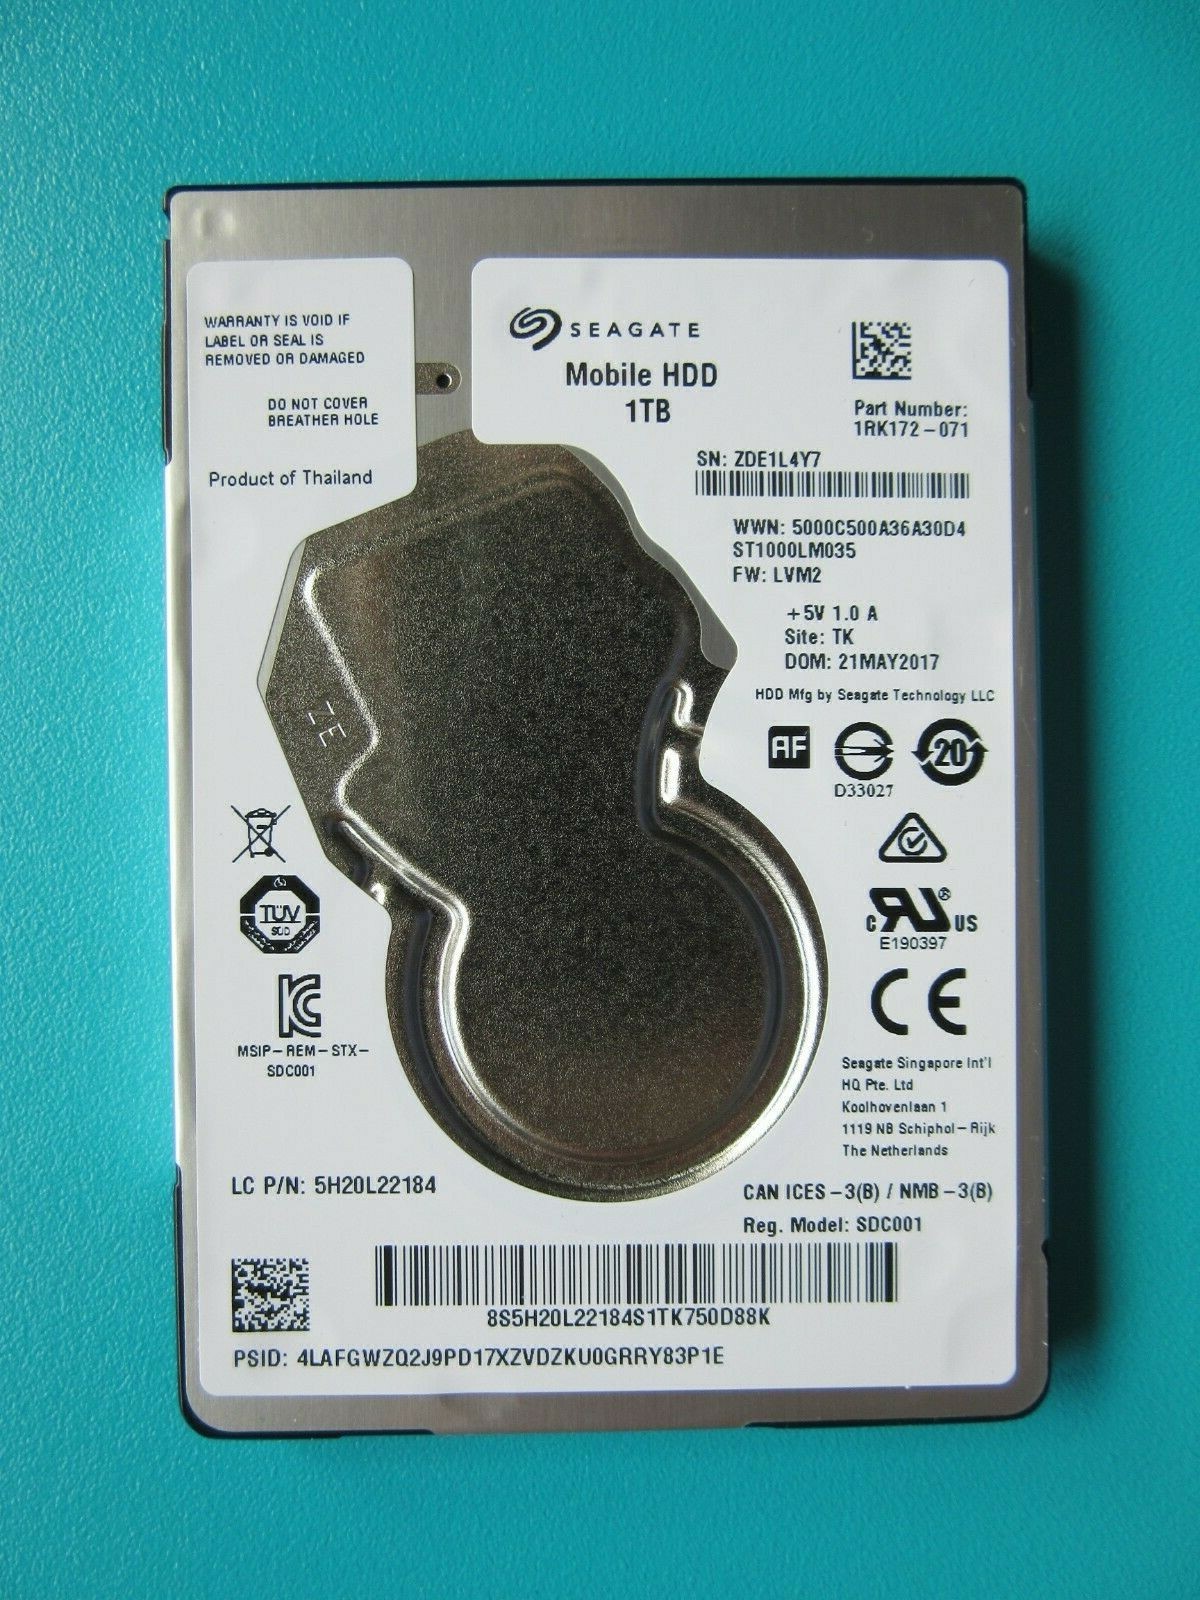 WARRANTY IS VOID IF
LABEL OR SEAL IS
REMOVED OR DAMAGED
DO NOT COVER
BREATHER HOLE
Product of Thailand
SEAGATE
Mobile HDD
1TB
Part Number:
1RK172-071
SN: ZDE1L4Y7
WWN: 5000C500A36A30D4
ST1000LM035
FW: LVM2
+5V 1.0 A
Site: TK
DOM: 21MAY2017
HDD Mfg by Seagate Technology LLC
ZE
AF
D33027
20
TÜV
SÜD
c RU ® US
E190397
KC
MSIP-REM-STX-
SDC001
CE
Seagate Singapore Int'l
HQ Pte. Ltd
Koolhovenlaan 1
1119 NB Schiphol-Rijk
The Netherlands
LC P/N: 5H20L22184
CAN ICES-3(B) / NMB-3(B)
Reg. Model: SDC001
8S5H20L22184S1TK750D88K
PSID: 4LAFGWZQ2J9PD17XZVDZKU0GRRY83P1E